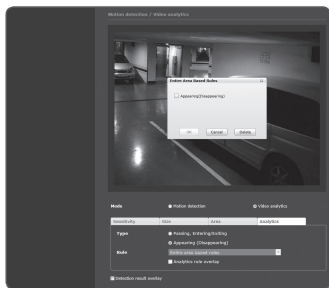 Motion detection / Video analytics
Entire Area Based Rules
Appearing(Disappearing)
OK Cancel Delete
Mode Motion detection Video analytics
Sensitivity Size Area Analytics
Type Passing, Entering/Exiting
Appearing (Disappearing)
Rule Entire area based rules
Analytics rule overlay
Detection result overlay